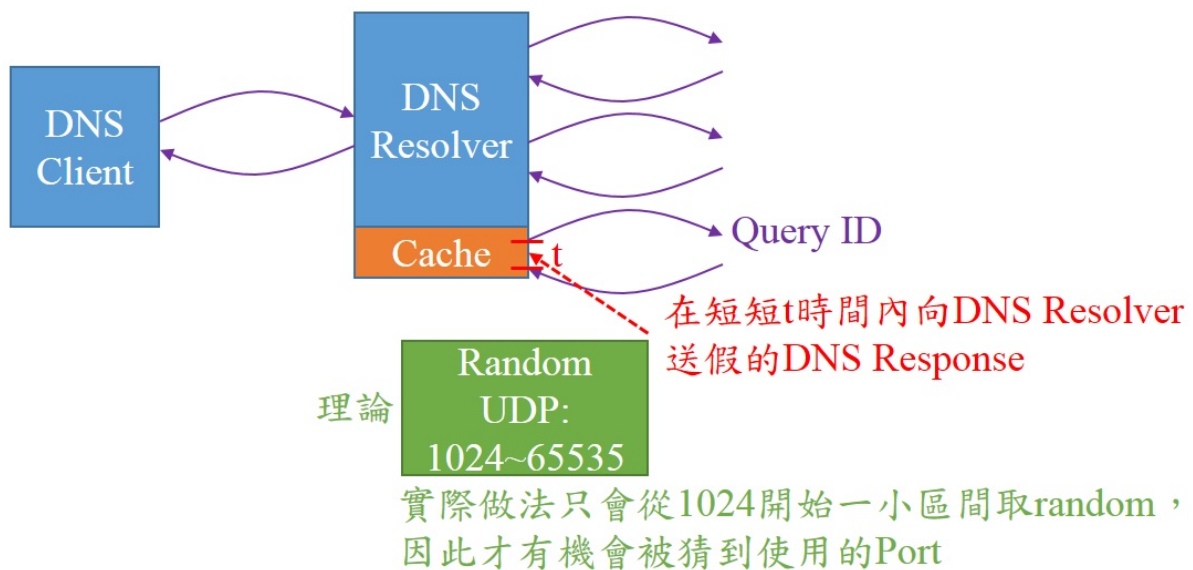 DNS
Client
DNS
Resolver
Cache
t
Query ID
在短短t時間內向DNS Resolver
送假的DNS Response
理論
Random
UDP:
1024~65535
實際做法只會從1024開始一小區間取random，
因此才有機會被猜到使用的Port